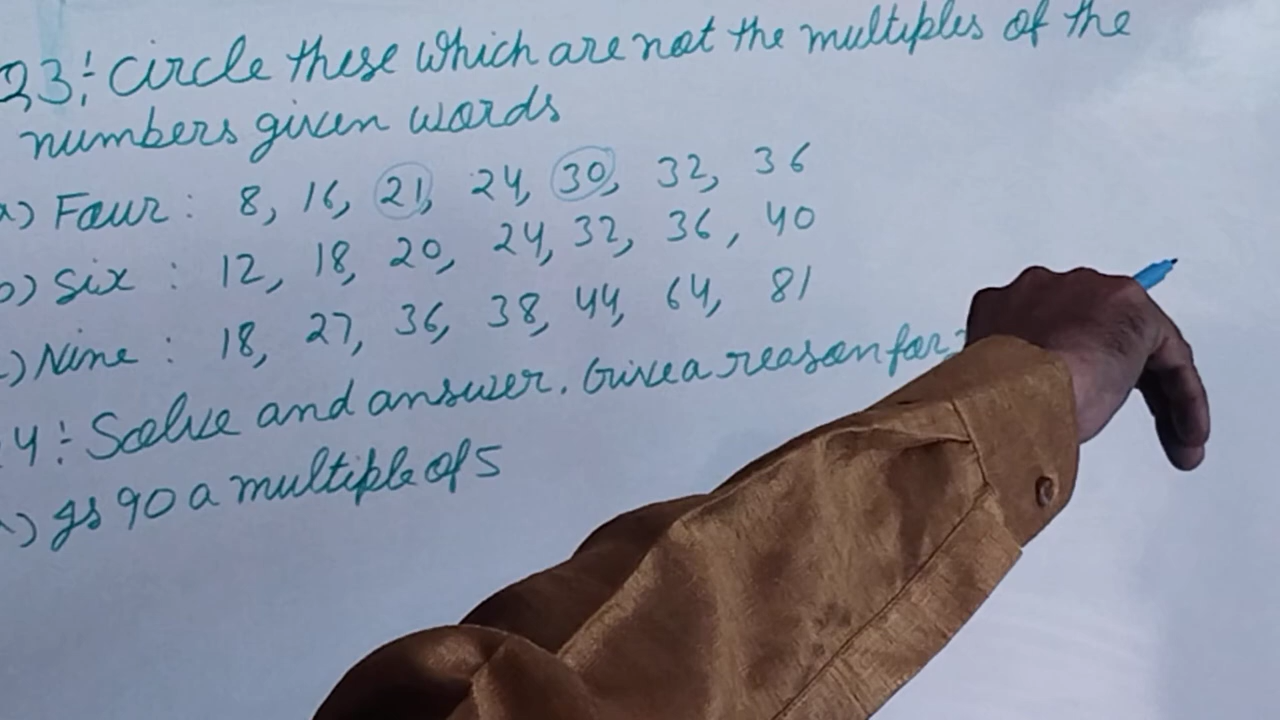 Q3:- Circle these which are not the multiples of the
numbers given words
a) Four : 8, 16, 21, 24, 30, 32, 36
b) Six : 12, 18, 20, 24, 32, 36, 40
c) Nine : 18, 27, 36, 38, 44, 64, 81
4:- Solve and answer. Give a reason for
) Is 90 a multiple of 5